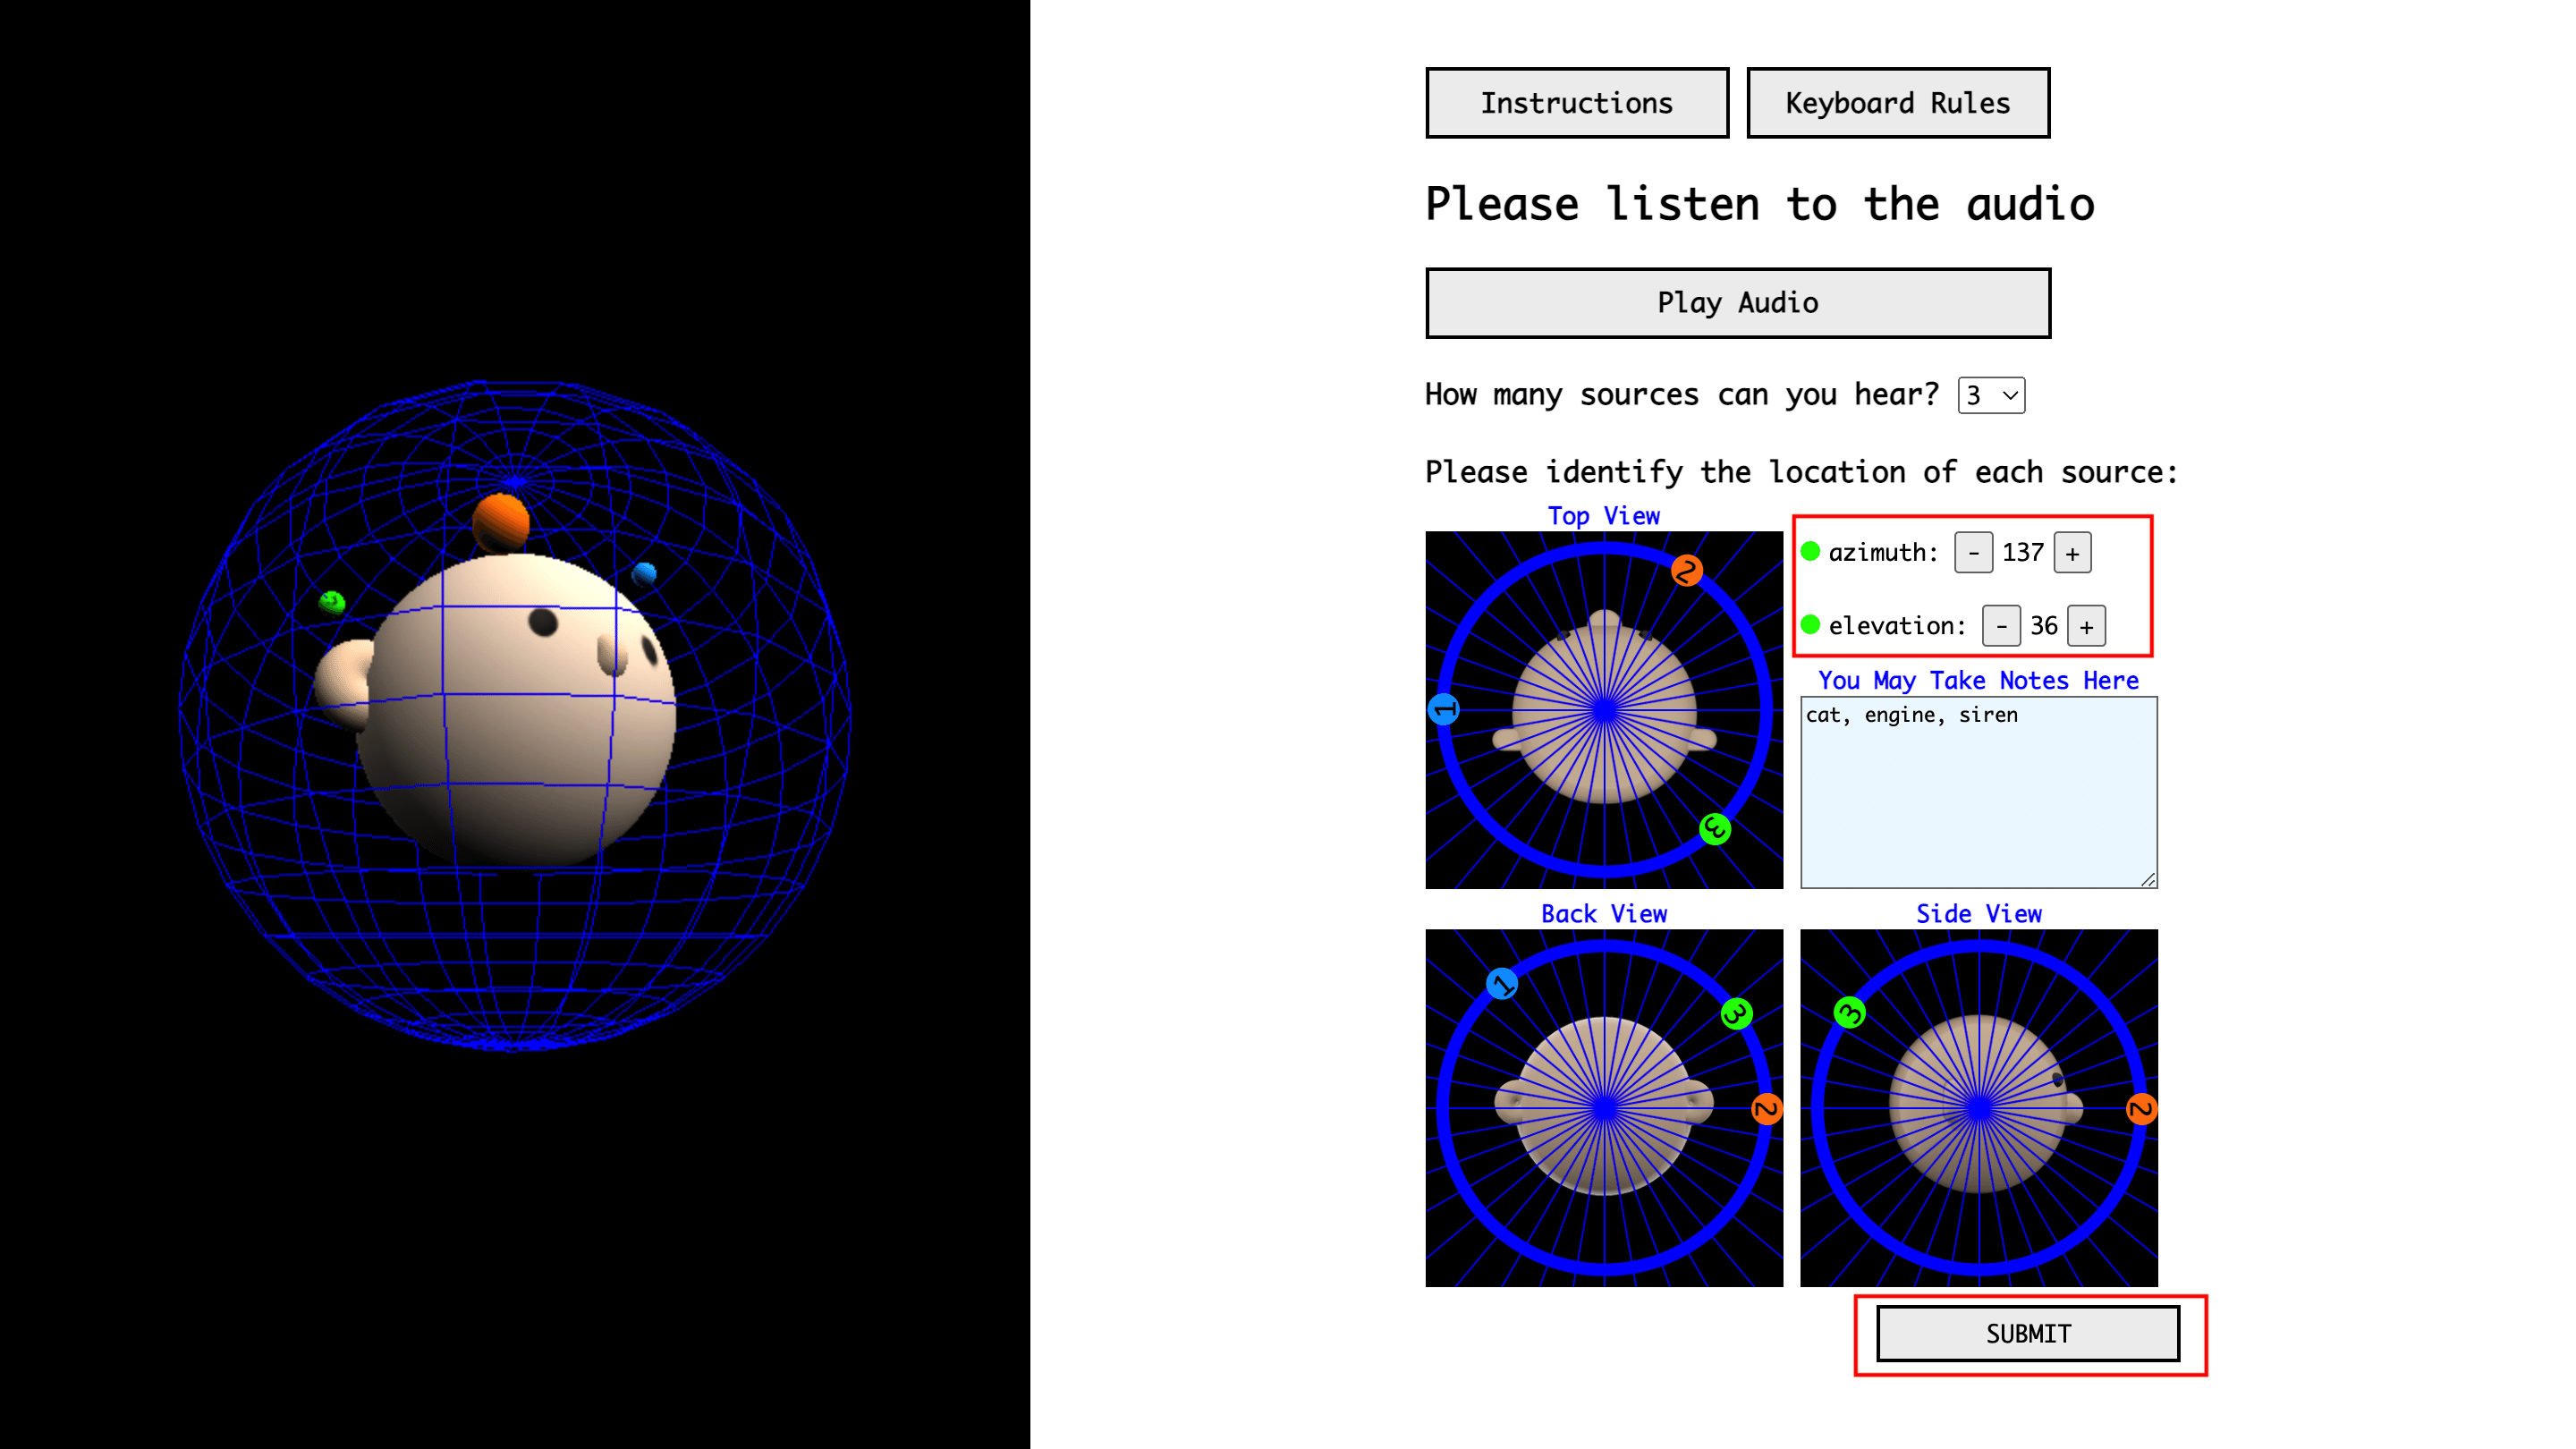 Instructions
Keyboard Rules
Please listen to the audio
Play Audio
How many sources can you hear? 3
Please identify the location of each source:
Top View
azimuth: - 137 +
elevation: - 36 +
You May Take Notes Here
cat, engine, siren
2
1
3
Back View
Side View
1
3
2
3
2
SUBMIT